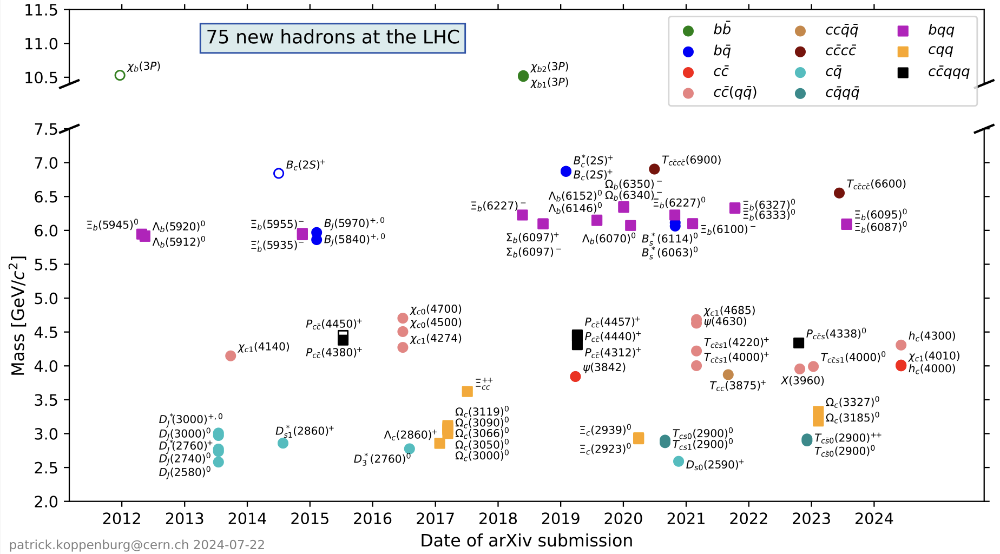 75 new hadrons at the LHC
bb̄
bq̄
cc̄
cc̄(qq̄)
ccq̄q̄
cc̄cc̄
cq̄
cq̄qq̄
bqq
cqq
cc̄qqq
11.5
11.0
10.5
7.5
7.0
6.5
6.0
5.5
5.0
4.5
4.0
3.5
3.0
2.5
2.0
Mass [GeV/c²]
χb(3P)
χb2(3P)
χb1(3P)
Bc(2S)⁺
Bc*(2S)⁺
Bc(2S)⁺
Tcc̄cc̄(6900)
Tcc̄cc̄(6600)
Ωb(6350)⁻
Ωb(6340)⁻
Λb(6152)⁰
Λb(6146)⁰
Ξb(6227)⁻
Ξb(6227)⁰
Ξb(6327)⁰
Ξb(6333)⁰
Ξb(6095)⁰
Ξb(6087)⁰
Ξb(5945)⁰
Λb(5920)⁰
Λb(5912)⁰
Ξb(5955)⁻
Ξb′(5935)⁻
BJ(5970)⁺,⁰
BJ(5840)⁺,⁰
Σb(6097)⁺
Σb(6097)⁻
Λb(6070)⁰
Bs*(6114)⁰
Bs*(6063)⁰
Ξb(6100)⁻
χc1(4140)
Pcc̄(4450)⁺
Pcc̄(4380)⁺
χc0(4700)
χc0(4500)
χc1(4274)
Pcc̄(4457)⁺
Pcc̄(4440)⁺
Pcc̄(4312)⁺
ψ(3842)
χc1(4685)
ψ(4630)
Tcc̄s1(4220)⁺
Tcc̄s1(4000)⁺
Tcc(3875)⁺
Pcc̄s(4338)⁰
Tcc̄s1(4000)⁰
X(3960)
hc(4300)
χc1(4010)
hc(4000)
Ξcc⁺⁺
DJ*(3000)⁺,⁰
DJ(3000)⁰
DJ*(2760)⁺
DJ(2740)⁰
DJ(2580)⁰
Ds1*(2860)⁺
D3*(2760)⁰
Λc(2860)⁺
Ωc(3119)⁰
Ωc(3090)⁰
Ωc(3066)⁰
Ωc(3050)⁰
Ωc(3000)⁰
Ξc(2939)⁰
Ξc(2923)⁰
Tcs0(2900)⁰
Tcs1(2900)⁰
Ds0(2590)⁺
Ωc(3327)⁰
Ωc(3185)⁰
Tcs̄0(2900)⁺⁺
Tcs̄0(2900)⁰
2012 2013 2014 2015 2016 2017 2018 2019 2020 2021 2022 2023 2024
Date of arXiv submission
patrick.koppenburg@cern.ch 2024-07-22